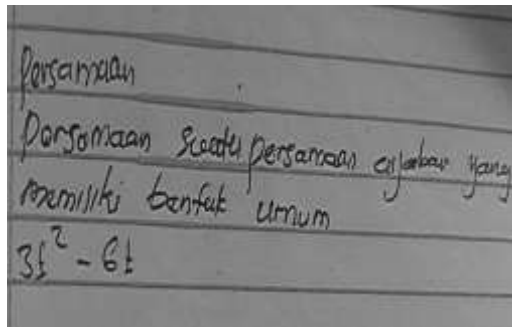 Persamaan
Persamaan suatu persamaan aljabar yang
memiliki bentuk umum
3t² - 6t